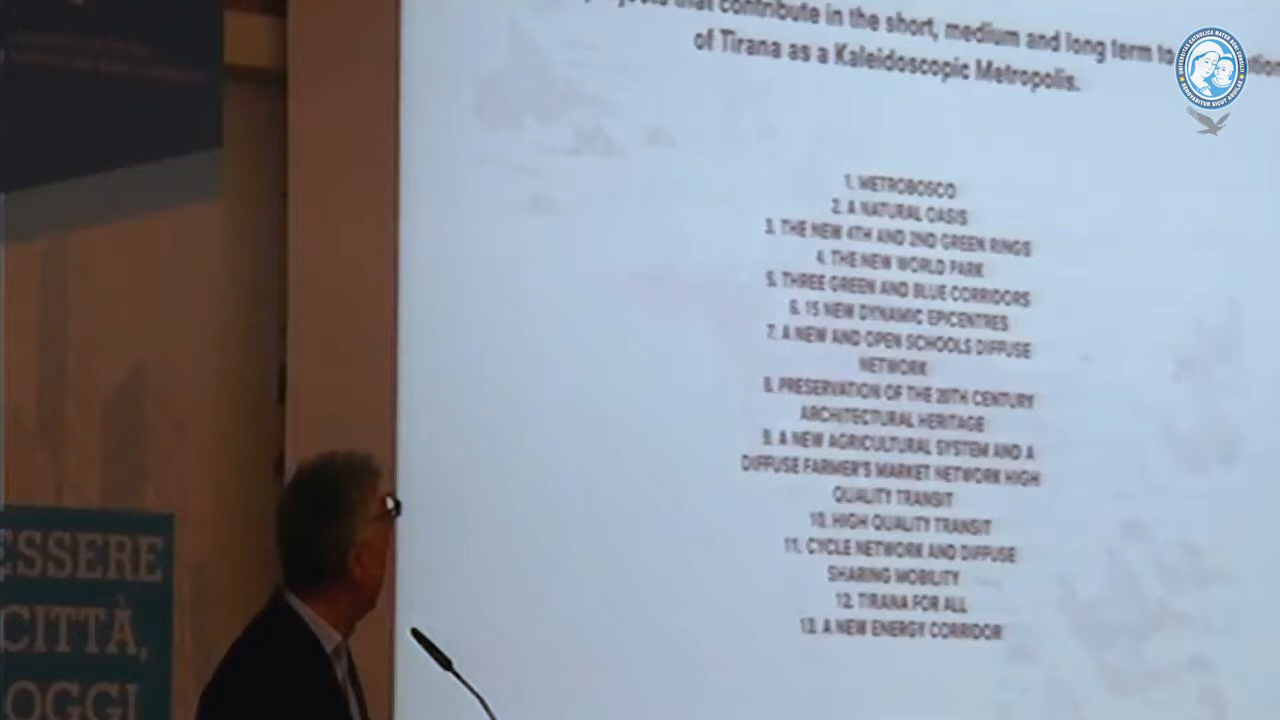 that contribute in the short, medium and long term to
of Tirana as a Kaleidoscopic Metropolis.
1. METROBOSCO
2. A NATURAL OASIS
3. THE NEW 4TH AND 2ND GREEN RINGS
4. THE NEW WORLD PARK
5. THREE GREEN AND BLUE CORRIDORS
6. 15 NEW DYNAMIC EPICENTRES
7. A NEW AND OPEN SCHOOLS DIFFUSE
NETWORK
8. PRESERVATION OF THE 20TH CENTURY
ARCHITECTURAL HERITAGE
9. A NEW AGRICULTURAL SYSTEM AND A
DIFFUSE FARMER'S MARKET NETWORK HIGH
QUALITY TRANSIT
10. HIGH QUALITY TRANSIT
11. CYCLE NETWORK AND DIFFUSE
SHARING MOBILITY
12. TIRANA FOR ALL
13. A NEW ENERGY CORRIDOR
ESSERE
CITTÀ,
OGGI